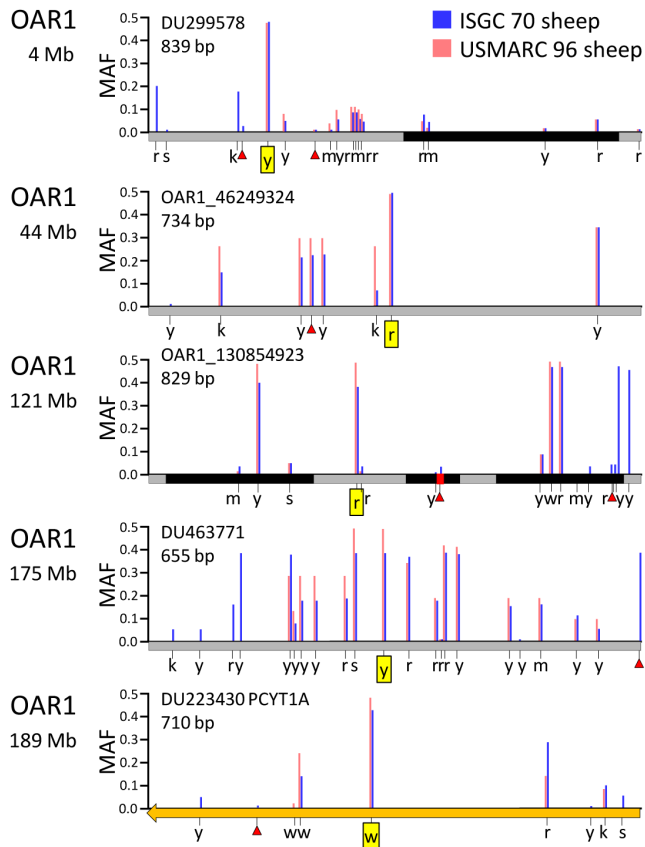 OAR1
4 Mb
MAF
DU299578
839 bp
ISGC 70 sheep
USMARC 96 sheep
0.5
0.4
0.3
0.2
0.1
0.0
r s k y y myrmrr rm y r r
OAR1
44 Mb
MAF
OAR1_46249324
734 bp
0.5
0.4
0.3
0.2
0.1
0.0
y k y y k r y
OAR1
121 Mb
MAF
OAR1_130854923
829 bp
0.5
0.4
0.3
0.2
0.1
0.0
m y s r r y ywr my r yy
OAR1
175 Mb
MAF
DU463771
655 bp
0.5
0.4
0.3
0.2
0.1
0.0
k y ry yyyy r s y r rrr y y y m y y
OAR1
189 Mb
MAF
DU223430 PCYT1A
710 bp
0.5
0.4
0.3
0.2
0.1
0.0
y ww w r y k s